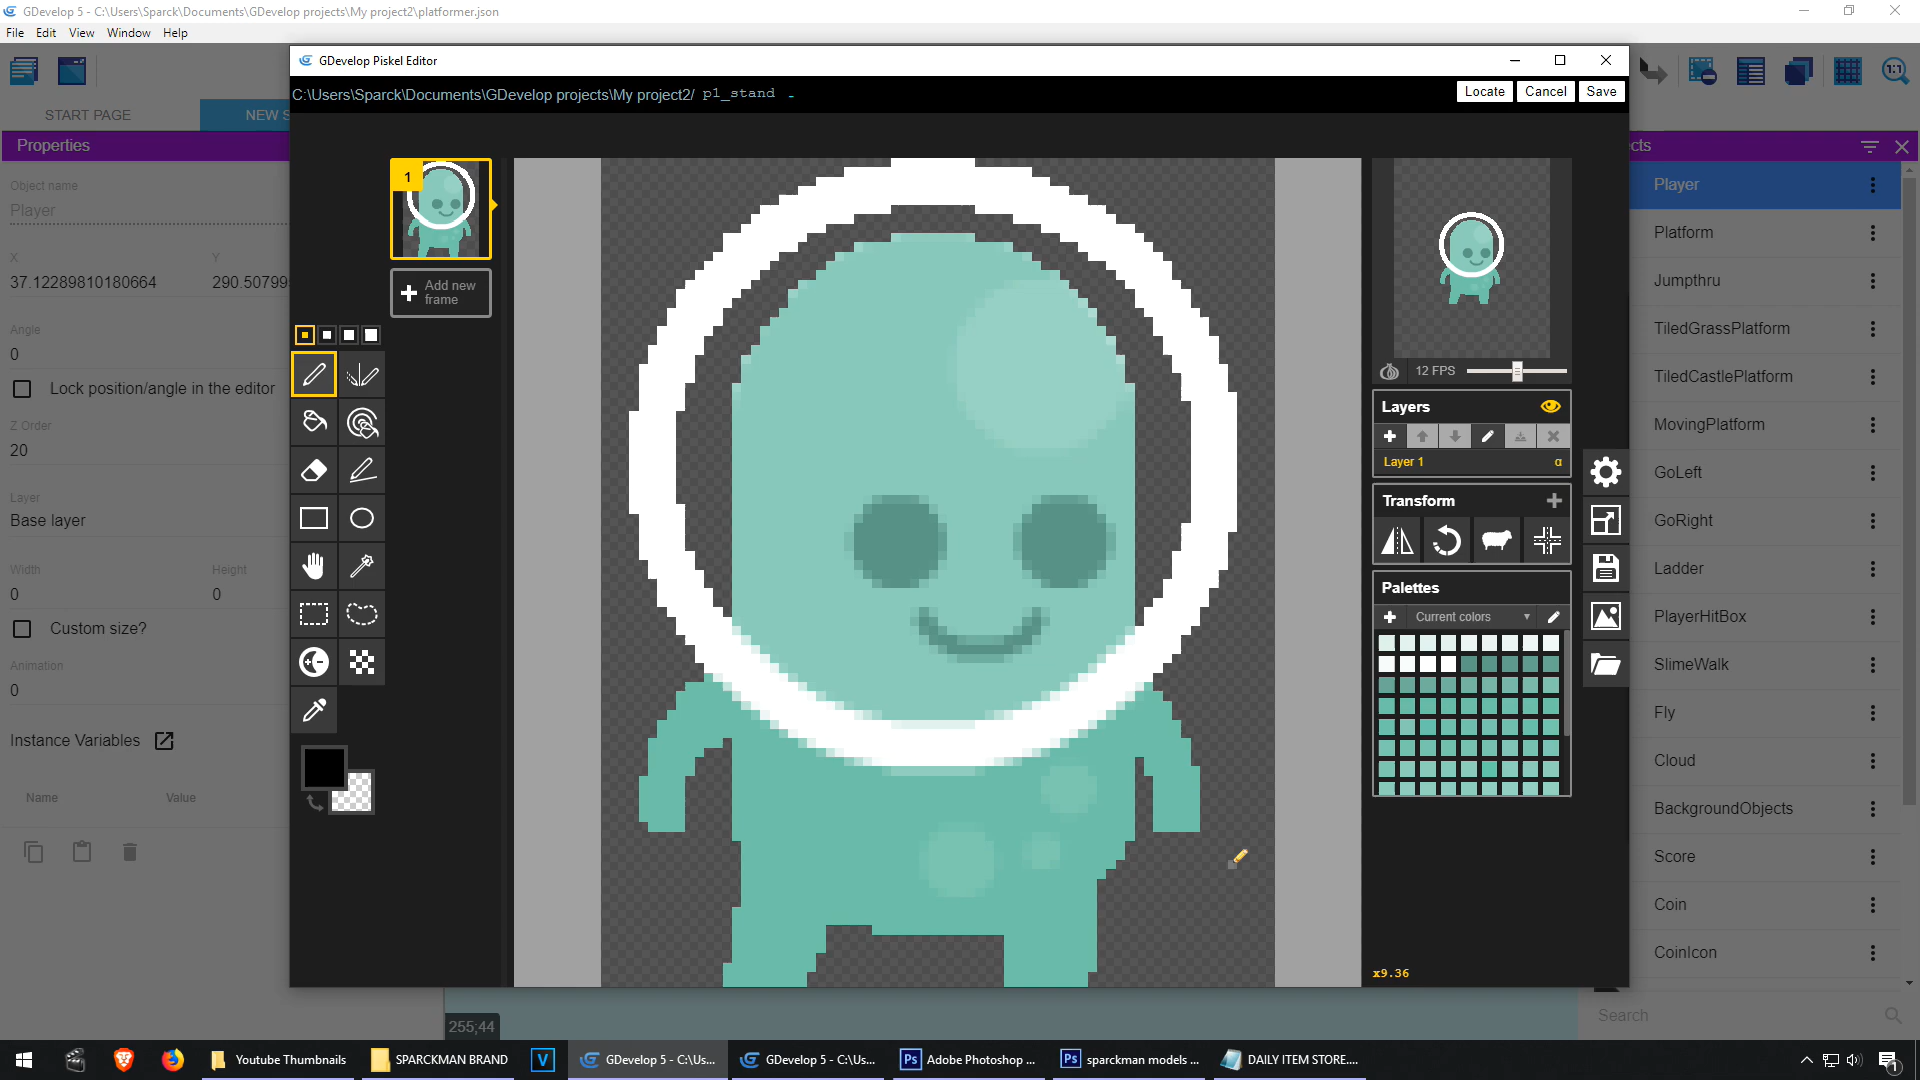 GDevelop 5 - C:\Users\Sparck\Documents\GDevelop projects\My project2\platformer.json
File Edit View Window Help
GDevelop Piskel Editor
C:\Users\Sparck\Documents\GDevelop projects\My project2/ p1_stand -
Locate Cancel Save
START PAGE
NEW S
Properties
Object name
Player
X Y
37.12289810180664 290.50799
Angle
0
Lock position/angle in the editor
Z Order
20
Layer
Base layer
Width Height
0 0
Custom size?
Animation
0
Instance Variables
Name Value
1
Add new
frame
12 FPS
Layers
Layer 1 α
Transform
Palettes
Current colors
x9.36
255;44
cts
Player
Platform
Jumpthru
TiledGrassPlatform
TiledCastlePlatform
MovingPlatform
GoLeft
GoRight
Ladder
PlayerHitBox
SlimeWalk
Fly
Cloud
BackgroundObjects
Score
Coin
CoinIcon
Search
1:1
Youtube Thumbnails
SPARCKMAN BRAND
V
GDevelop 5 - C:\Us...
GDevelop 5 - C:\Us...
Ps Adobe Photoshop ...
Ps sparckman models ...
DAILY ITEM STORE....
1